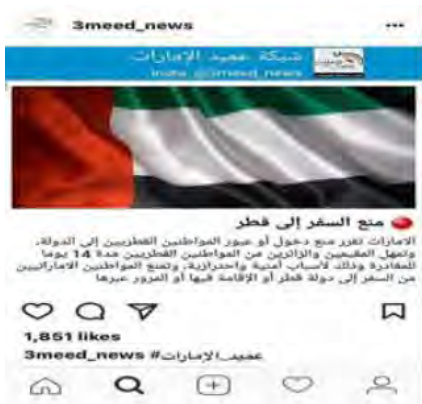 3meed_news
شبكة عميد الإمارات
insta @3meed_news
منع السفر إلى قطر
الامارات تقرر منع دخول أو عبور المواطنين القطريين إلى الدولة،
وتمهل المقيمين والزائرين من المواطنين القطريين مدة 14 يوما
للمغادرة وذلك لأسباب أمنية واحترازية، وتمنع المواطنين الاماراتيين
من السفر إلى دولة قطر أو الإقامة فيها أو المرور عبرها
1,851 likes
3meed_news #عميد_الإمارات